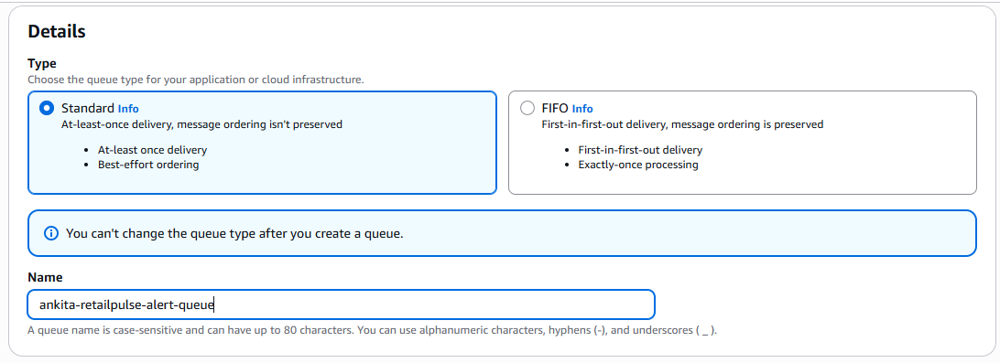 Details
Type
Choose the queue type for your application or cloud infrastructure.
Standard Info
At-least-once delivery, message ordering isn't preserved
• At-least once delivery
• Best-effort ordering
FIFO Info
First-in-first-out delivery, message ordering is preserved
• First-in-first-out delivery
• Exactly-once processing
You can't change the queue type after you create a queue.
Name
ankita-retailpulse-alert-queue
A queue name is case-sensitive and can have up to 80 characters. You can use alphanumeric characters, hyphens (-), and underscores ( _ ).